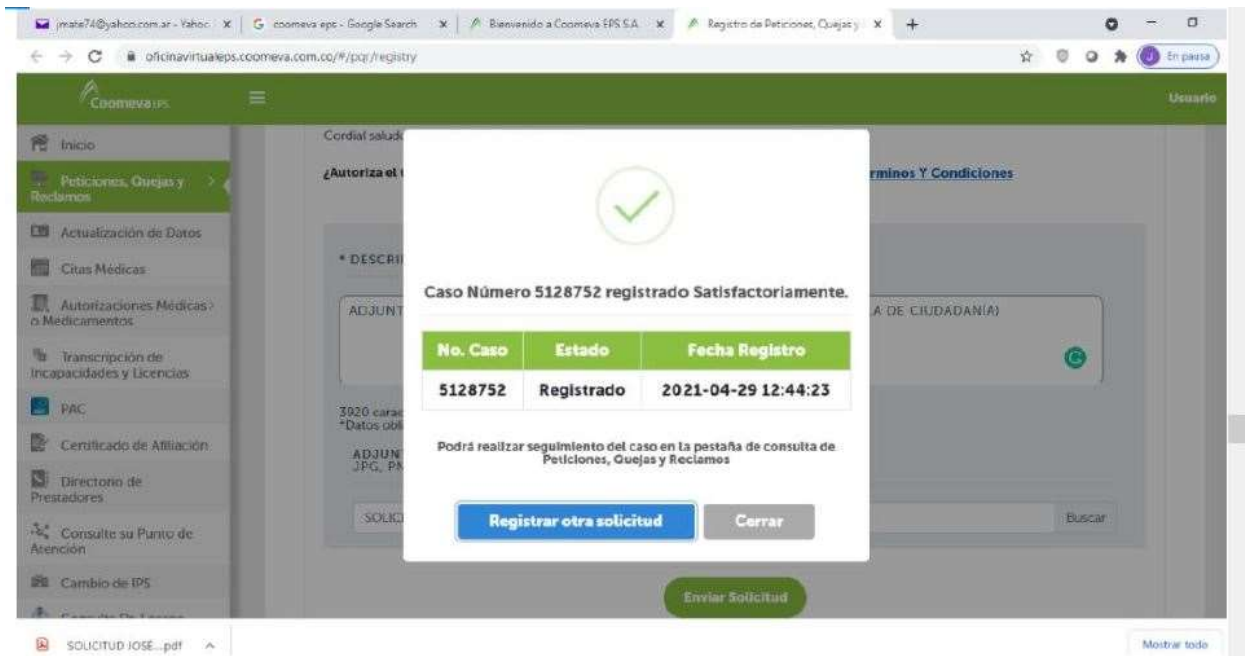 jmate74@yahoo.com.ar - Yahoo
coomeva eps - Google Search
Bienvenido a Coomeva EPS S.A.
Registro de Peticiones, Quejas y
oficinavirtualeps.coomeva.com.co/#/pqr/registry
En pausa
Coomeva EPS
Usuario
Inicio
Peticiones, Quejas y
Reclamos
Actualización de Datos
Citas Médicas
Autorizaciones Médicas
o Medicamentos
Transcripción de
Incapacidades y Licencias
PAC
Certificado de Afiliación
Directorio de
Prestadores
Consulte su Punto de
Atención
Cambio de IPS
Cordial salud
¿Autoriza el
rminos Y Condiciones
* DESCRI
ADJUNT
A DE CIUDADANÍA)
3920 carac
*Datos obli
ADJUN
JPG, PN
SOLIC
Buscar
Enviar Solicitud
Caso Número 5128752 registrado Satisfactoriamente.
No. Caso Estado Fecha Registro
5128752 Registrado 2021-04-29 12:44:23
Podrá realizar seguimiento del caso en la pestaña de consulta de
Peticiones, Quejas y Reclamos
Registrar otra solicitud
Cerrar
SOLICITUD JOSÉ....pdf
Mostrar todo